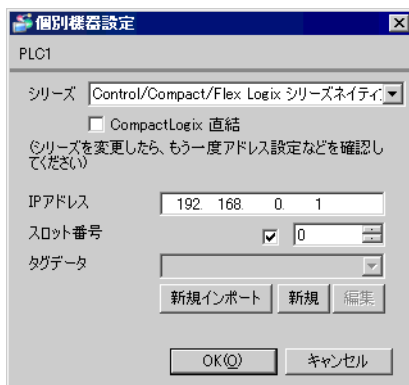 個別機器設定
PLC1
シリーズ Control/Compact/Flex Logix シリーズネイティ
CompactLogix 直結
(シリーズを変更したら、もう一度アドレス設定などを確認し
てください)
IPアドレス 192. 168. 0. 1
スロット番号 0
タグデータ
新規インポート 新規 編集
OK(O) キャンセル